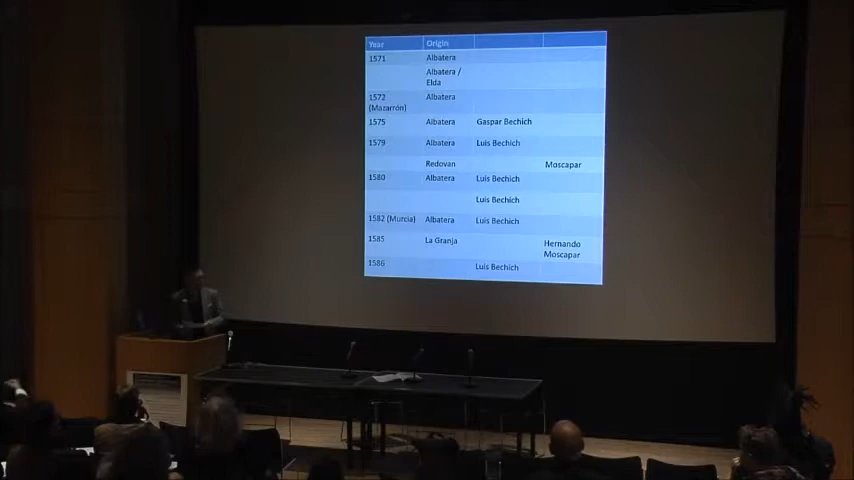 Year Origin
1571 Albatera
Albatera /
Elda
1572 Albatera
(Mazarrón)
1575 Albatera Gaspar Bechich
1579 Albatera Luis Bechich
Redovan Moscapar
1580 Albatera Luis Bechich
Luis Bechich
1582 (Murcia) Albatera Luis Bechich
1585 La Granja Hernando
Moscapar
1586 Luis Bechich